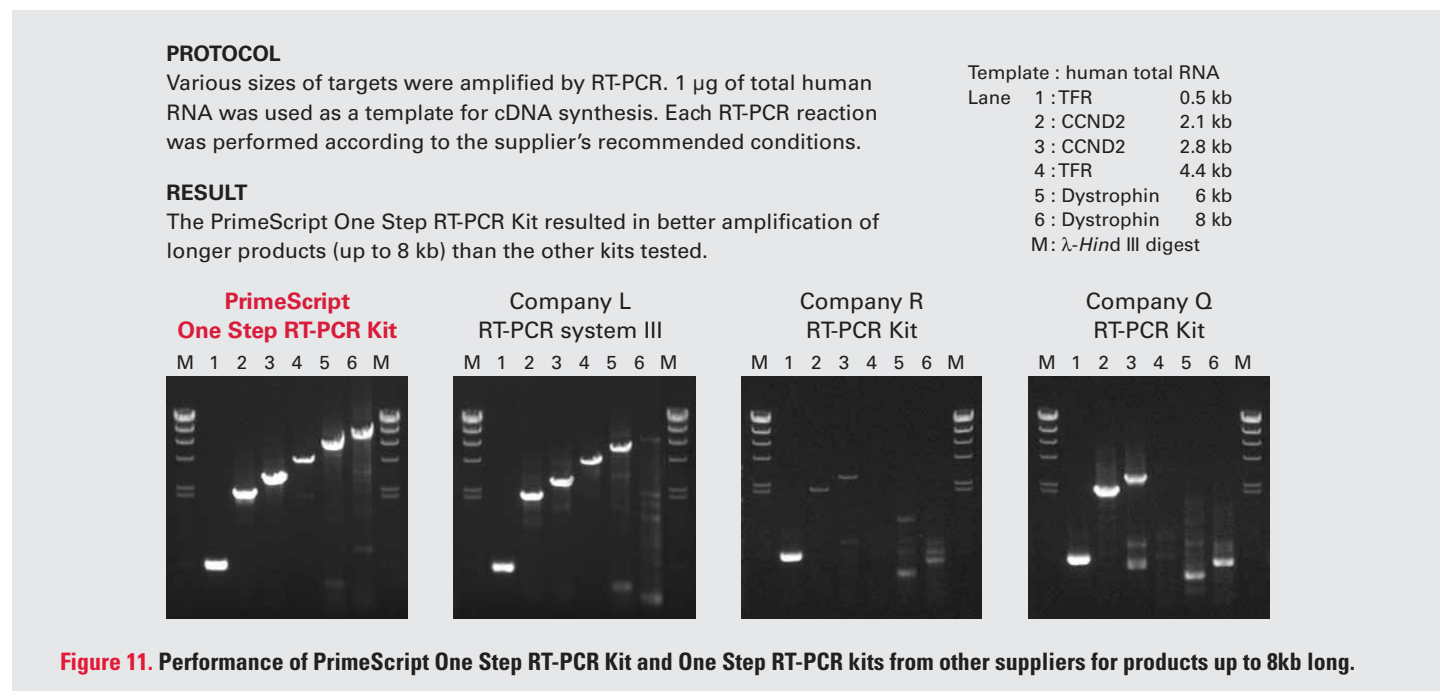 PROTOCOL
Various sizes of targets were amplified by RT-PCR. 1 µg of total human
RNA was used as a template for cDNA synthesis. Each RT-PCR reaction
was performed according to the supplier's recommended conditions.
RESULT
The PrimeScript One Step RT-PCR Kit resulted in better amplification of
longer products (up to 8 kb) than the other kits tested.
Template : human total RNA
Lane 1 : TFR 0.5 kb
2 : CCND2 2.1 kb
3 : CCND2 2.8 kb
4 : TFR 4.4 kb
5 : Dystrophin 6 kb
6 : Dystrophin 8 kb
M : λ-Hind III digest
PrimeScript
One Step RT-PCR Kit
M 1 2 3 4 5 6 M
Company L
RT-PCR system III
M 1 2 3 4 5 6 M
Company R
RT-PCR Kit
M 1 2 3 4 5 6 M
Company Q
RT-PCR Kit
M 1 2 3 4 5 6 M
Figure 11. Performance of PrimeScript One Step RT-PCR Kit and One Step RT-PCR kits from other suppliers for products up to 8kb long.